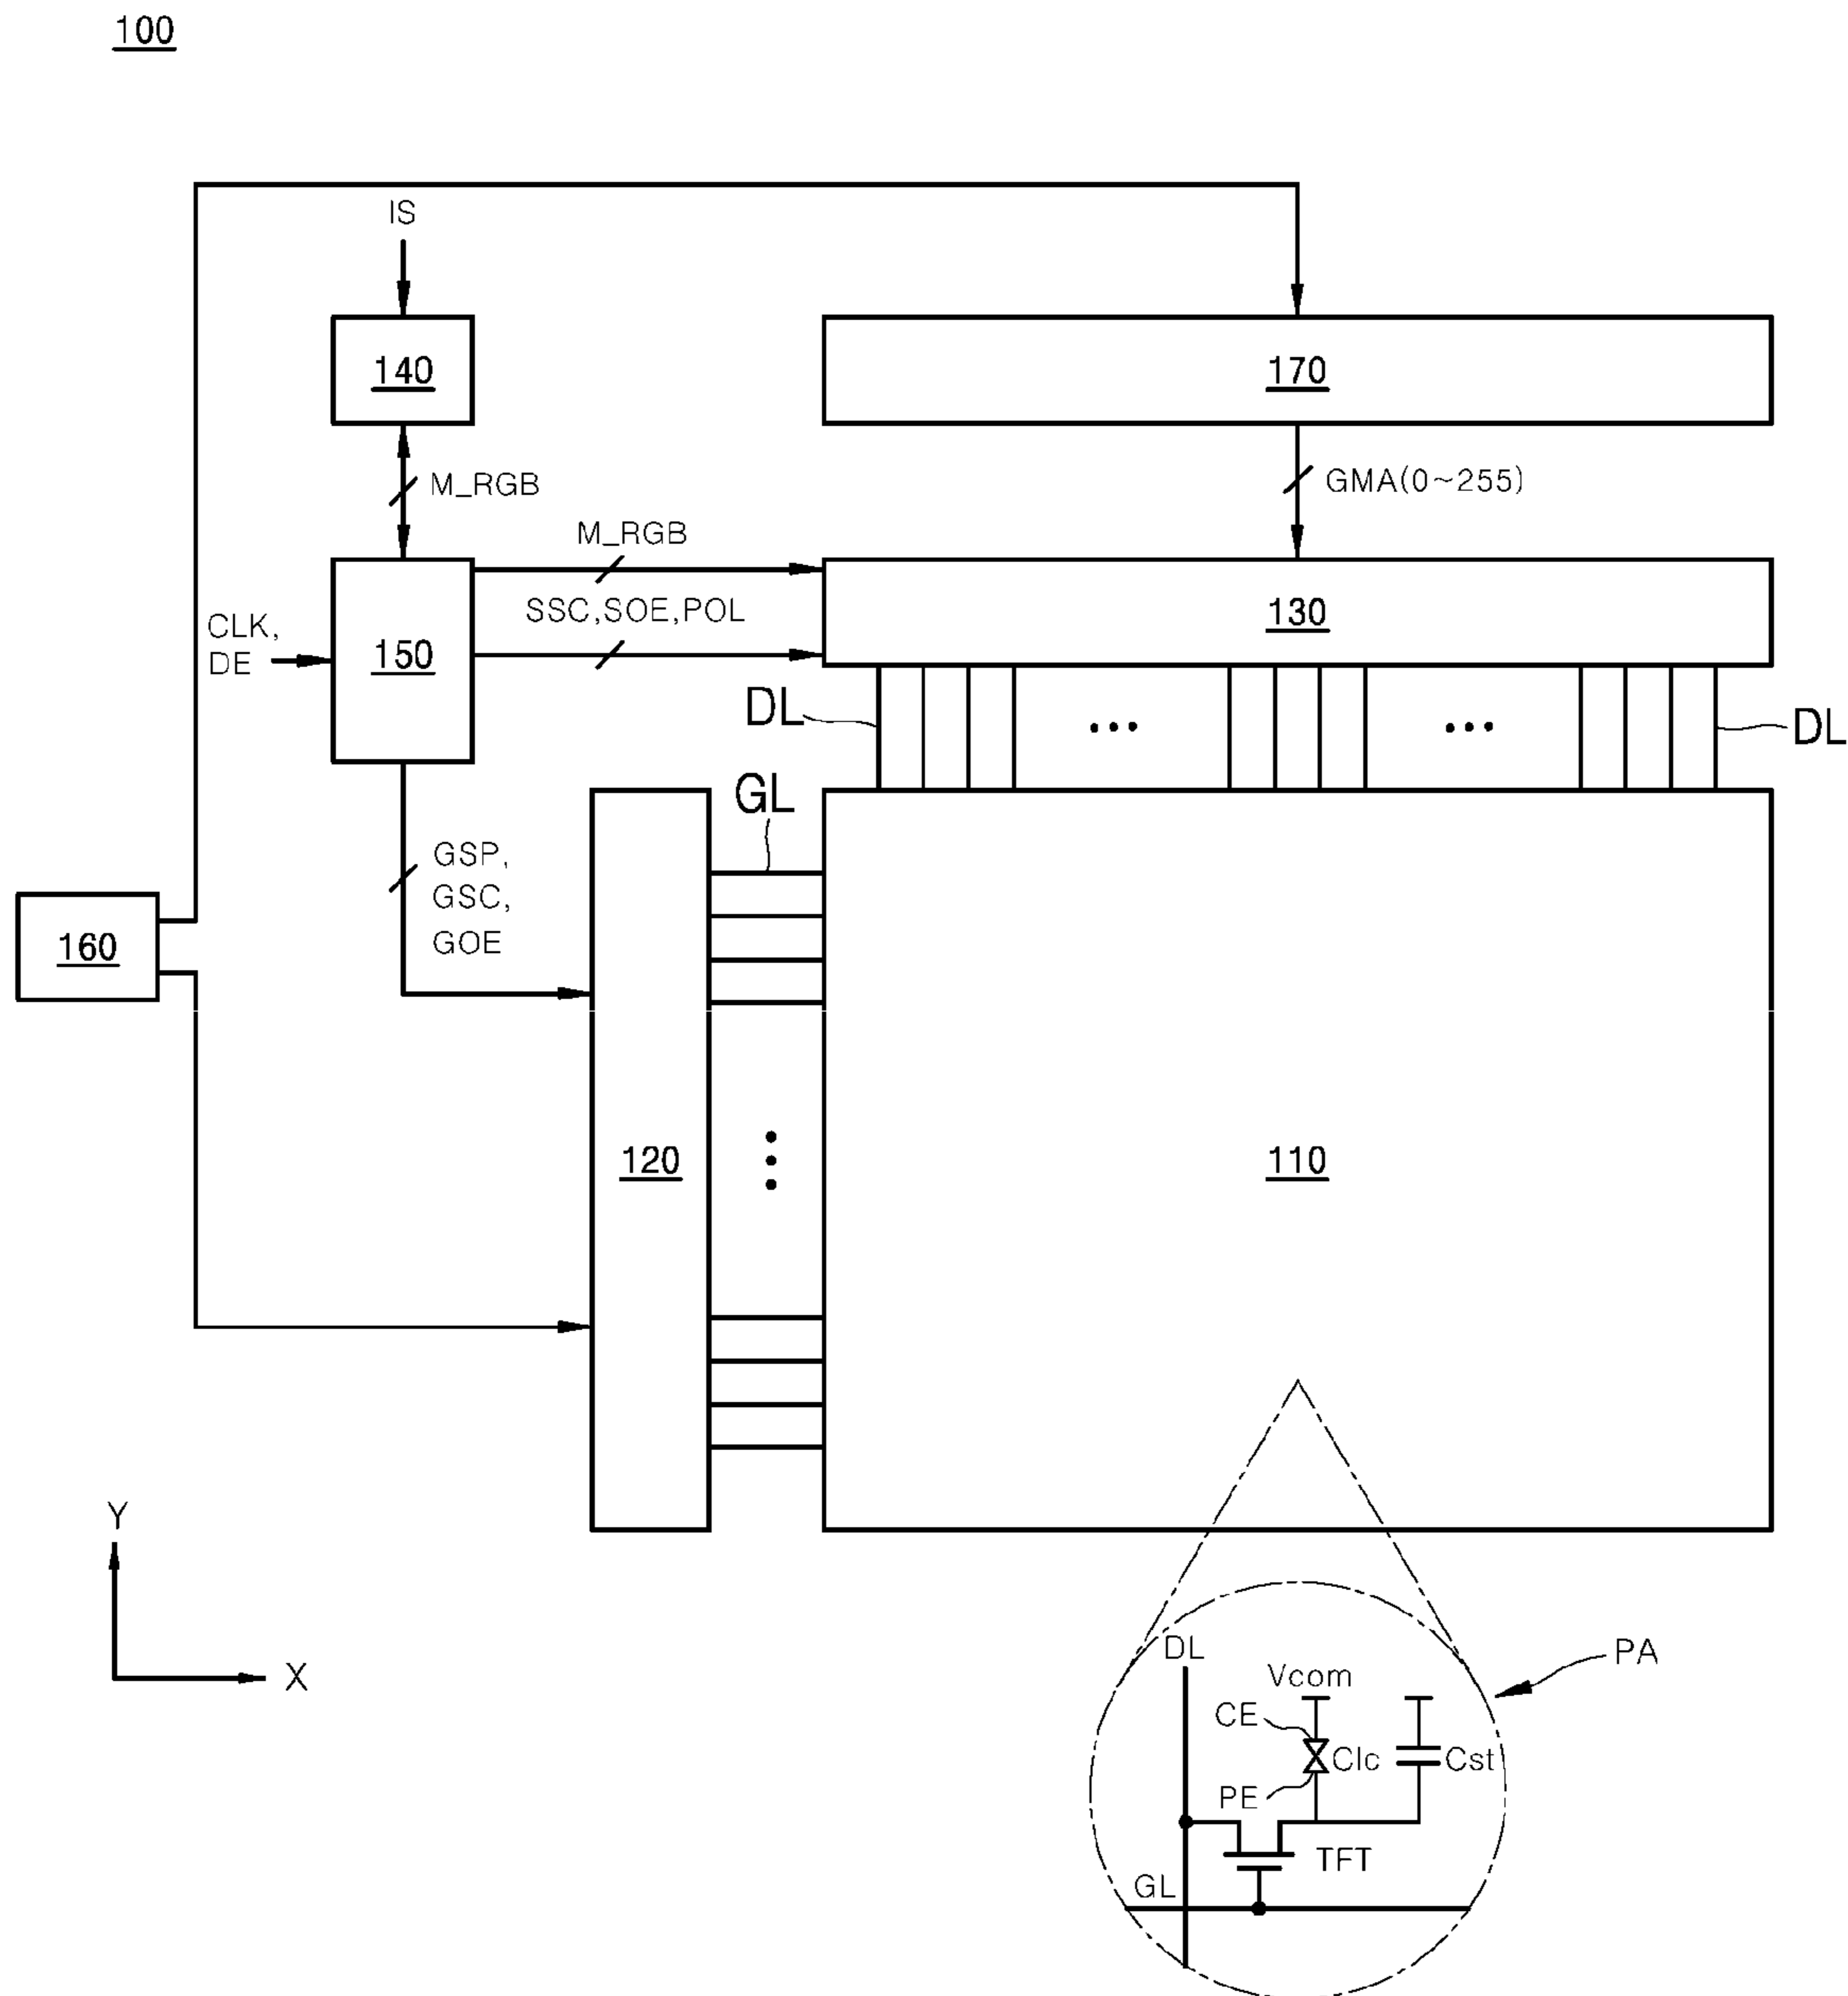 100
IS
140
170
M_RGB
GMA(0~255)
M_RGB
SSC,SOE,POL
130
CLK,
DE
150
DL
DL
GL
GSP,
GSC,
GOE
160
120
110
Y
X
DL
Vcom
PA
CE
Clc
Cst
PE
TFT
GL